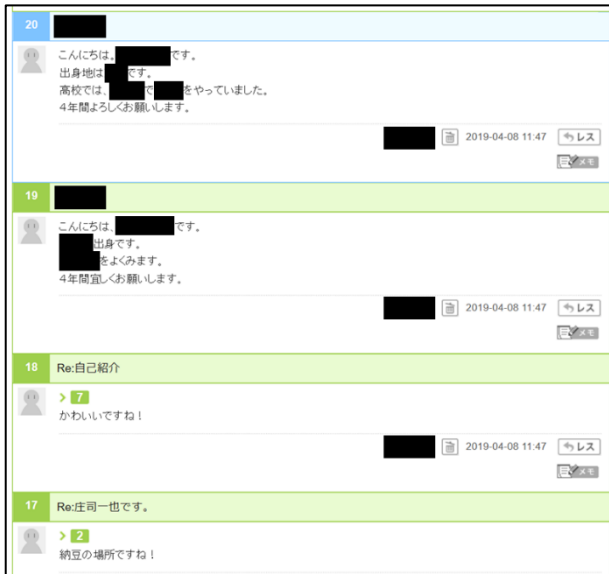 20
こんにちは。です。
出身地はです。
高校では、でをやっていました。
4年間よろしくお願いします。
2019-04-08 11:47 レス
メモ
19
こんにちは、です。
出身です。
をよくみます。
4年間宜しくお願いします。
2019-04-08 11:47 レス
メモ
18 Re:自己紹介
> 7
かわいいですね!
2019-04-08 11:47 レス
メモ
17 Re:庄司一也です。
> 2
納豆の場所ですね!